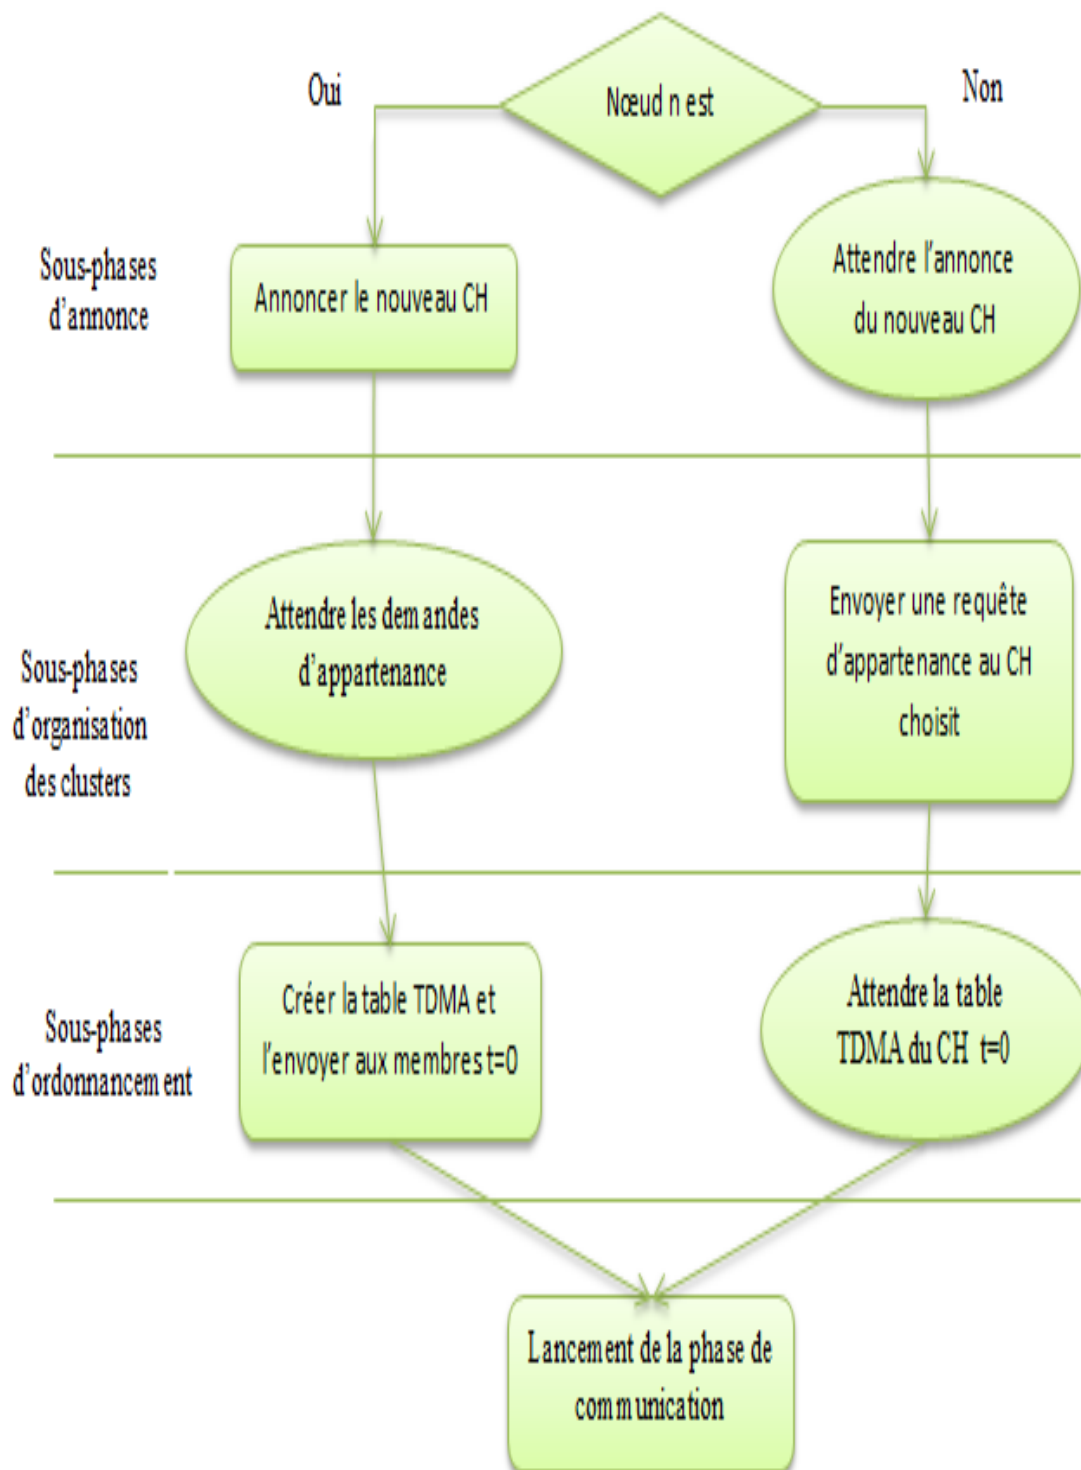 Oui
Nœud n est
Non
Sous-phases
d'annonce
Annoncer le nouveau CH
Attendre l'annonce
du nouveau CH
Sous-phases
d'organisation
des clusters
Attendre les demandes
d'appartenance
Envoyer une requête
d'appartenance au CH
choisit
Sous-phases
d'ordonnancement
Créer la table TDMA et
l'envoyer aux membres t=0
Attendre la table
TDMA du CH t=0
Lancement de la phase de
communication